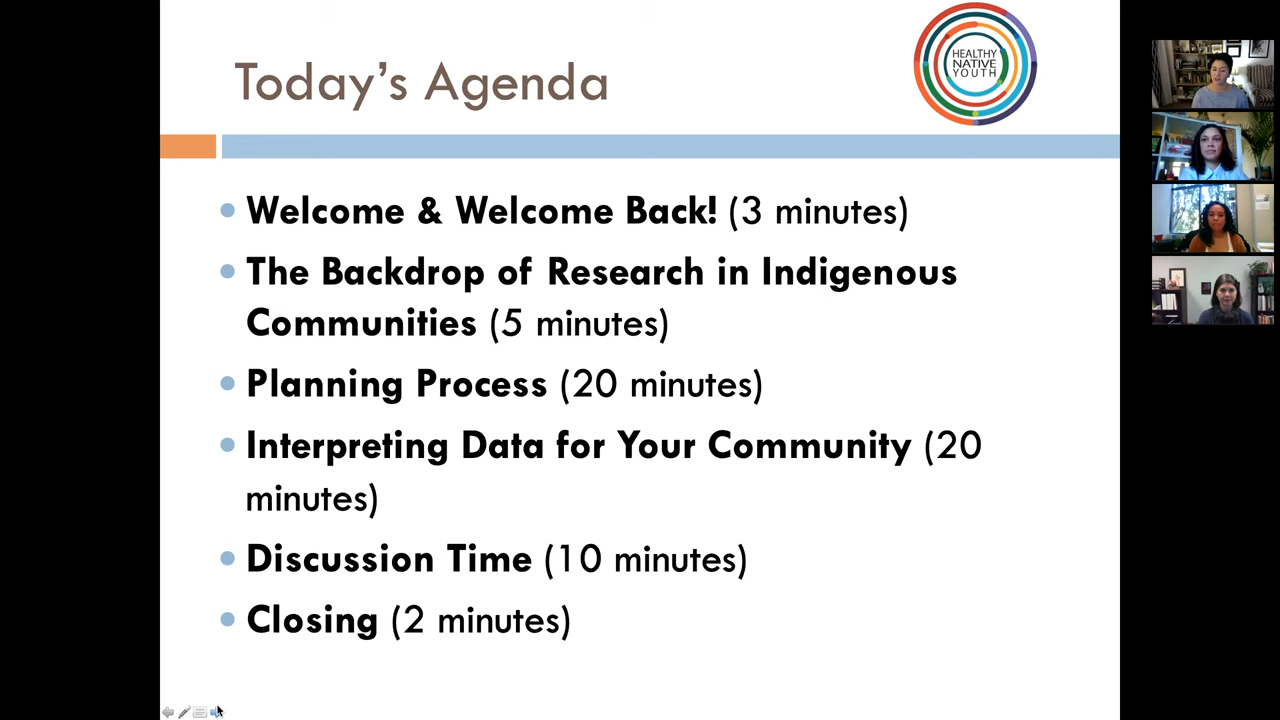 Today's Agenda
HEALTHY
NATIVE
YOUTH
• Welcome & Welcome Back! (3 minutes)
• The Backdrop of Research in Indigenous
Communities (5 minutes)
• Planning Process (20 minutes)
• Interpreting Data for Your Community (20
minutes)
• Discussion Time (10 minutes)
• Closing (2 minutes)